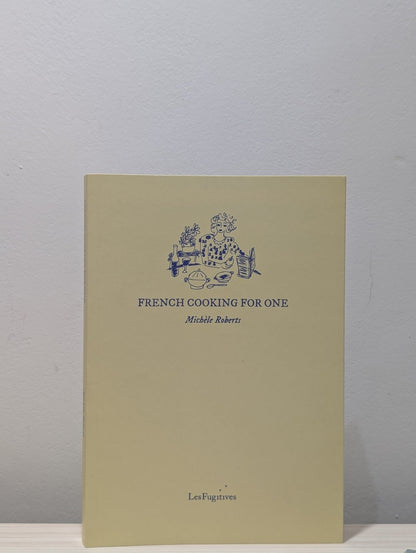 FRENCH COOKING FOR ONE
Michèle Roberts
LesFugitives